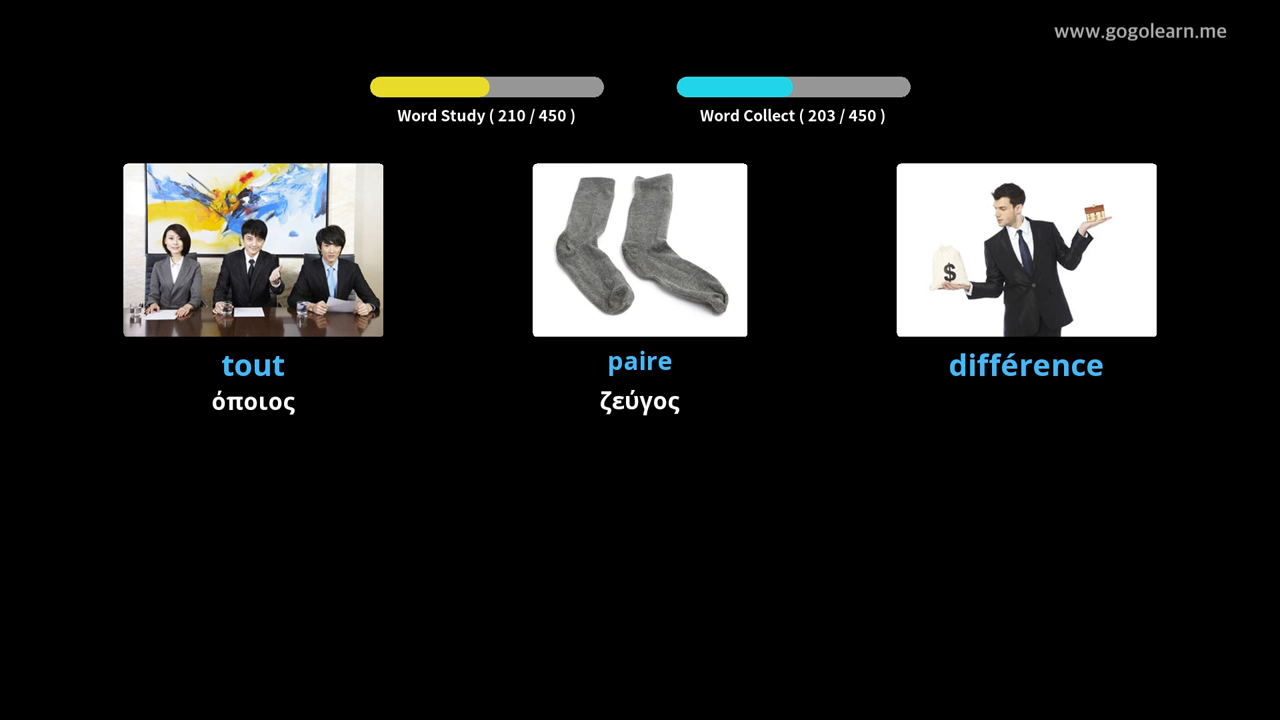 www.gogolearn.me
Word Study ( 210 / 450 )
Word Collect ( 203 / 450 )
$
tout
όποιος
paire
ζεύγος
différence